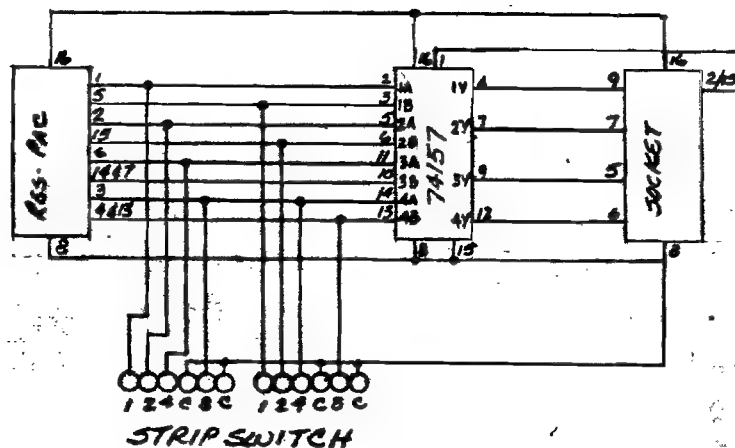 16 16 1 16
1 2 1A 1Y 4 9 2/15
5 3 1B
2 5 2A 2Y 7 7
15 6 2B
6 11 3A 3Y 9 5
14&7 10 3B
3 14 4A 4Y 12 6
4&13 13 4B
RES-PAC
74157
SOCKET
8 8 15 8
1 2 4 C 8 C 1 2 4 C 8 C
STRIP SWITCH